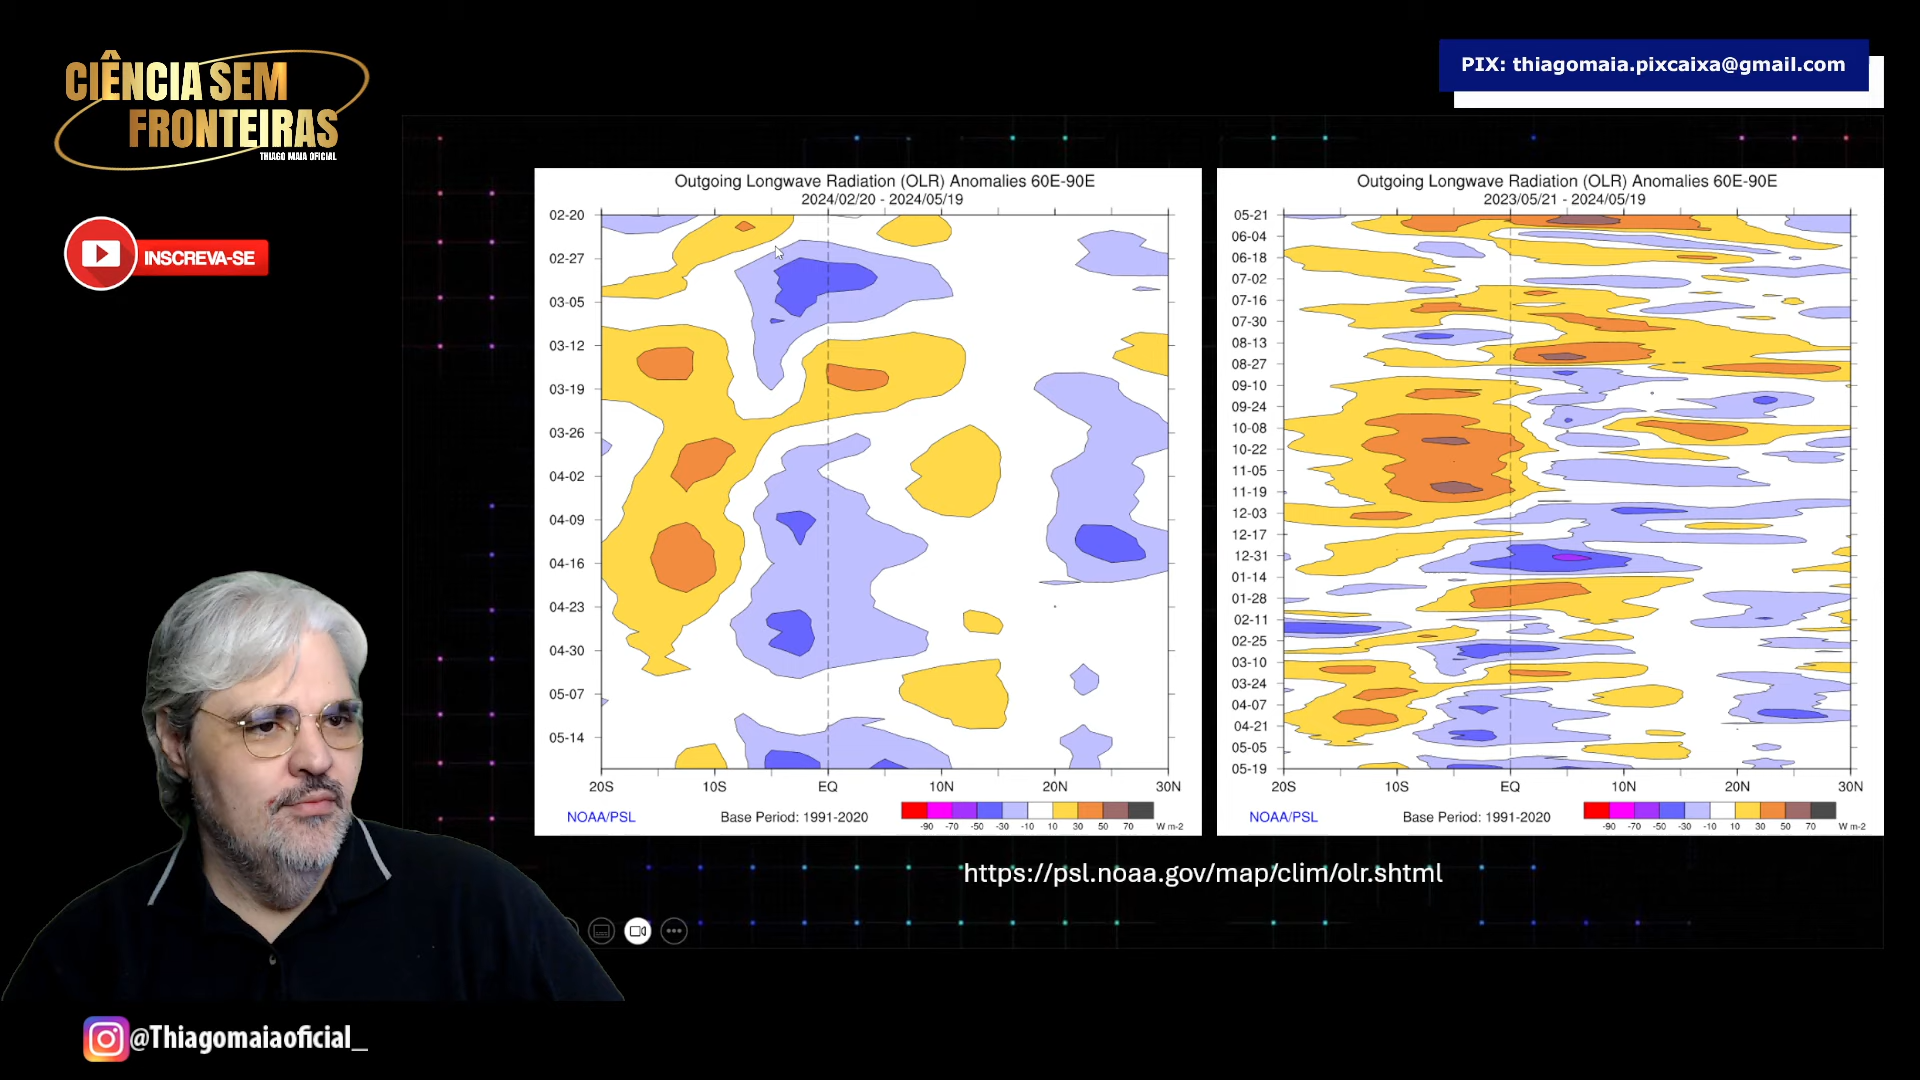 CIÊNCIA SEM
FRONTEIRAS
THIAGO MAIA OFICIAL
PIX: thiagomaia.pixcaixa@gmail.com
INSCREVA-SE
Outgoing Longwave Radiation (OLR) Anomalies 60E-90E
2024/02/20 - 2024/05/19
02-20
02-27
03-05
03-12
03-19
03-26
04-02
04-09
04-16
04-23
04-30
05-07
05-14
20S 10S EQ 10N 20N 30N
NOAA/PSL Base Period: 1991-2020
-90 -70 -50 -30 -10 10 30 50 70 W m-2
Outgoing Longwave Radiation (OLR) Anomalies 60E-90E
2023/05/21 - 2024/05/19
05-21
06-04
06-18
07-02
07-16
07-30
08-13
08-27
09-10
09-24
10-08
10-22
11-05
11-19
12-03
12-17
12-31
01-14
01-28
02-11
02-25
03-10
03-24
04-07
04-21
05-05
05-19
20S 10S EQ 10N 20N 30N
NOAA/PSL Base Period: 1991-2020
-90 -70 -50 -30 -10 10 30 50 70 W m-2
https://psl.noaa.gov/map/clim/olr.shtml
@Thiagomaiaoficial_